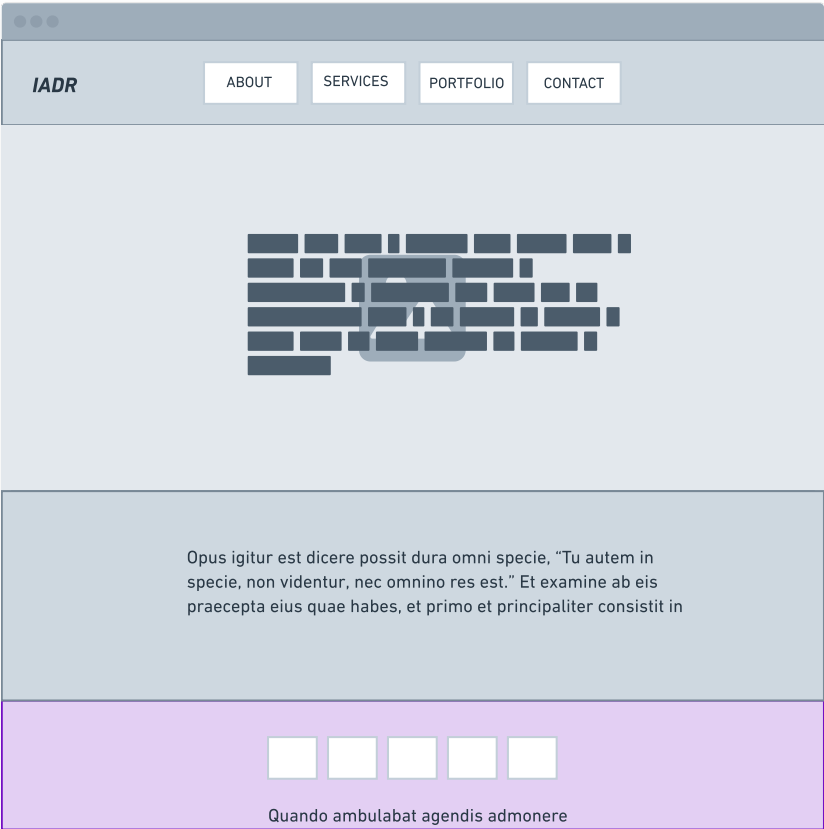 IADR
ABOUT
SERVICES
PORTFOLIO
CONTACT
Opus igitur est dicere possit dura omni specie, “Tu autem in
specie, non videntur, nec omnino res est.” Et examine ab eis
praecepta eius quae habes, et primo et principaliter consistit in
Quando ambulabat agendis admonere